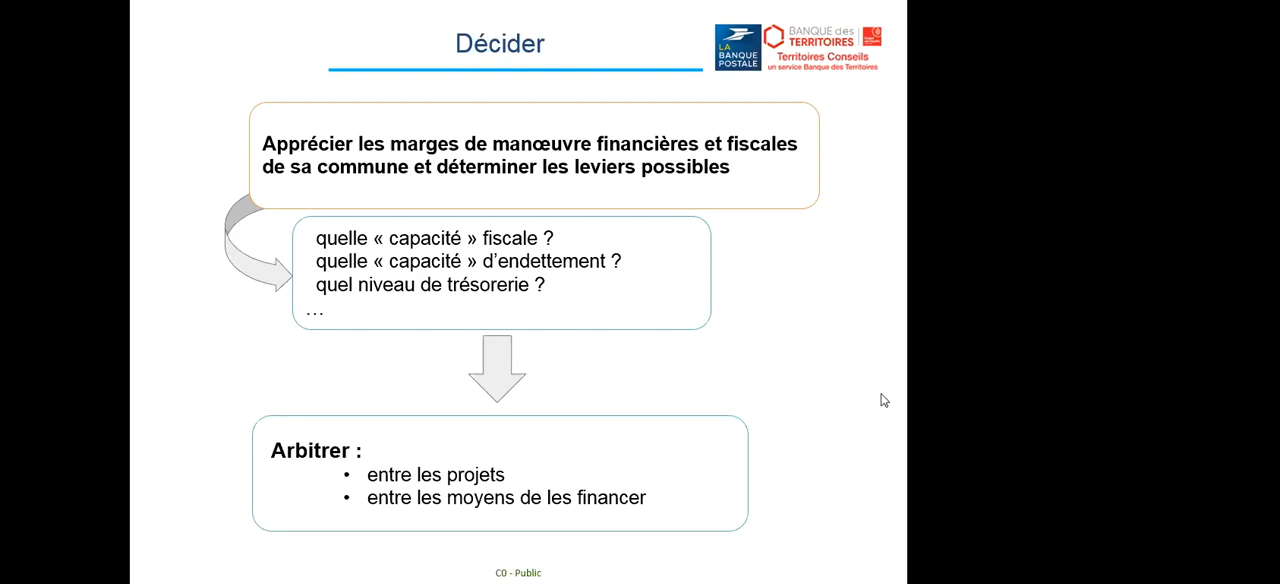 Décider
LA
BANQUE
POSTALE
BANQUE des
TERRITOIRES
Territoires Conseils
un service Banque des Territoires
Apprécier les marges de manœuvre financières et fiscales
de sa commune et déterminer les leviers possibles
quelle « capacité » fiscale ?
quelle « capacité » d’endettement ?
quel niveau de trésorerie ?
…
Arbitrer :
• entre les projets
• entre les moyens de les financer
C0 - Public